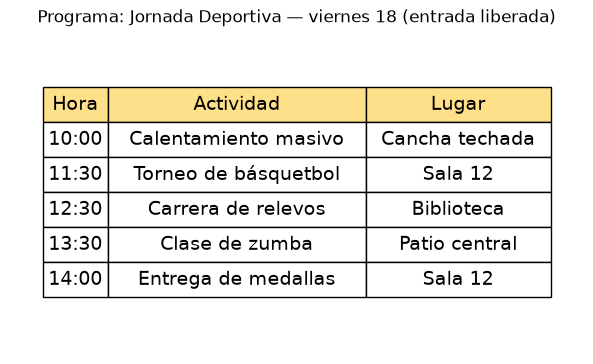 Programa: Jornada Deportiva — viernes 18 (entrada liberada)
Hora Actividad Lugar
10:00 Calentamiento masivo Cancha techada
11:30 Torneo de básquetbol Sala 12
12:30 Carrera de relevos Biblioteca
13:30 Clase de zumba Patio central
14:00 Entrega de medallas Sala 12